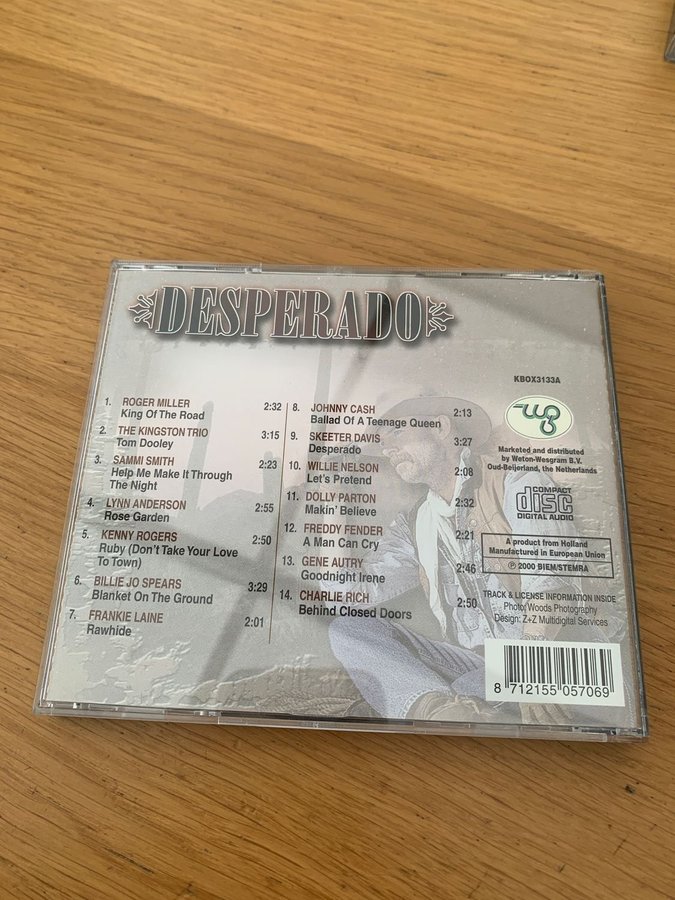 DESPERADO
1. ROGER MILLER 2:32
King Of The Road
2. THE KINGSTON TRIO 3:15
Tom Dooley
3. SAMMI SMITH 2:23
Help Me Make It Through
The Night
4. LYNN ANDERSON 2:55
Rose Garden
5. KENNY ROGERS 2:50
Ruby (Don't Take Your Love
To Town)
6. BILLIE JO SPEARS 3:29
Blanket On The Ground
7. FRANKIE LAINE 2:01
Rawhide
8. JOHNNY CASH 2:13
Ballad Of A Teenage Queen
9. SKEETER DAVIS 3:27
Desperado
10. WILLIE NELSON 2:08
Let's Pretend
11. DOLLY PARTON 2:32
Makin' Believe
12. FREDDY FENDER 2:21
A Man Can Cry
13. GENE AUTRY 2:46
Goodnight Irene
14. CHARLIE RICH 2:50
Behind Closed Doors
KBOX3133A
WG
Marketed and distributed
by Weton-Wesgram B.V.
Oud-Beijerland, the Netherlands
COMPACT
disc
DIGITAL AUDIO
A product from Holland
Manufactured in European Union
℗ 2000 BIEM/STEMRA
TRACK & LICENSE INFORMATION INSIDE
Photo: Woods Photography
Design: Z+Z Multidigital Services
8 712155 057069